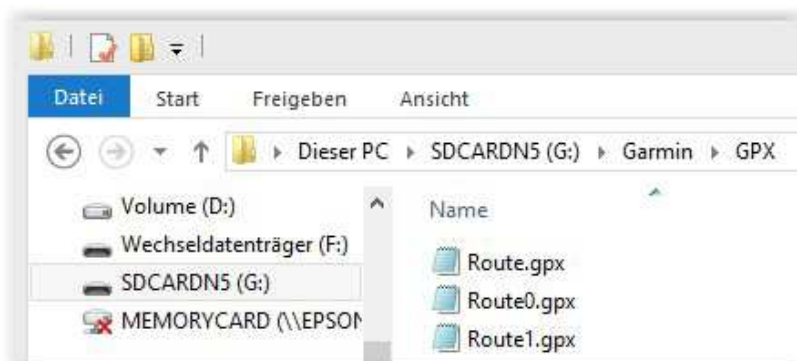 Datei Start Freigeben Ansicht
Dieser PC SDCARDN5 (G:) Garmin GPX
Volume (D:)
Wechseldatenträger (F:)
SDCARDN5 (G:)
MEMORYCARD (\\EPSON
Name
Route.gpx
Route0.gpx
Route1.gpx